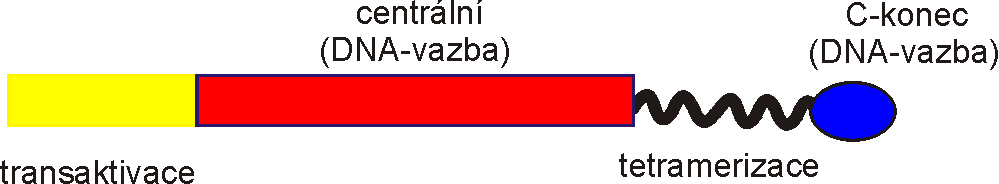 centrální
(DNA-vazba)
C-konec
(DNA-vazba)
transaktivace
tetramerizace